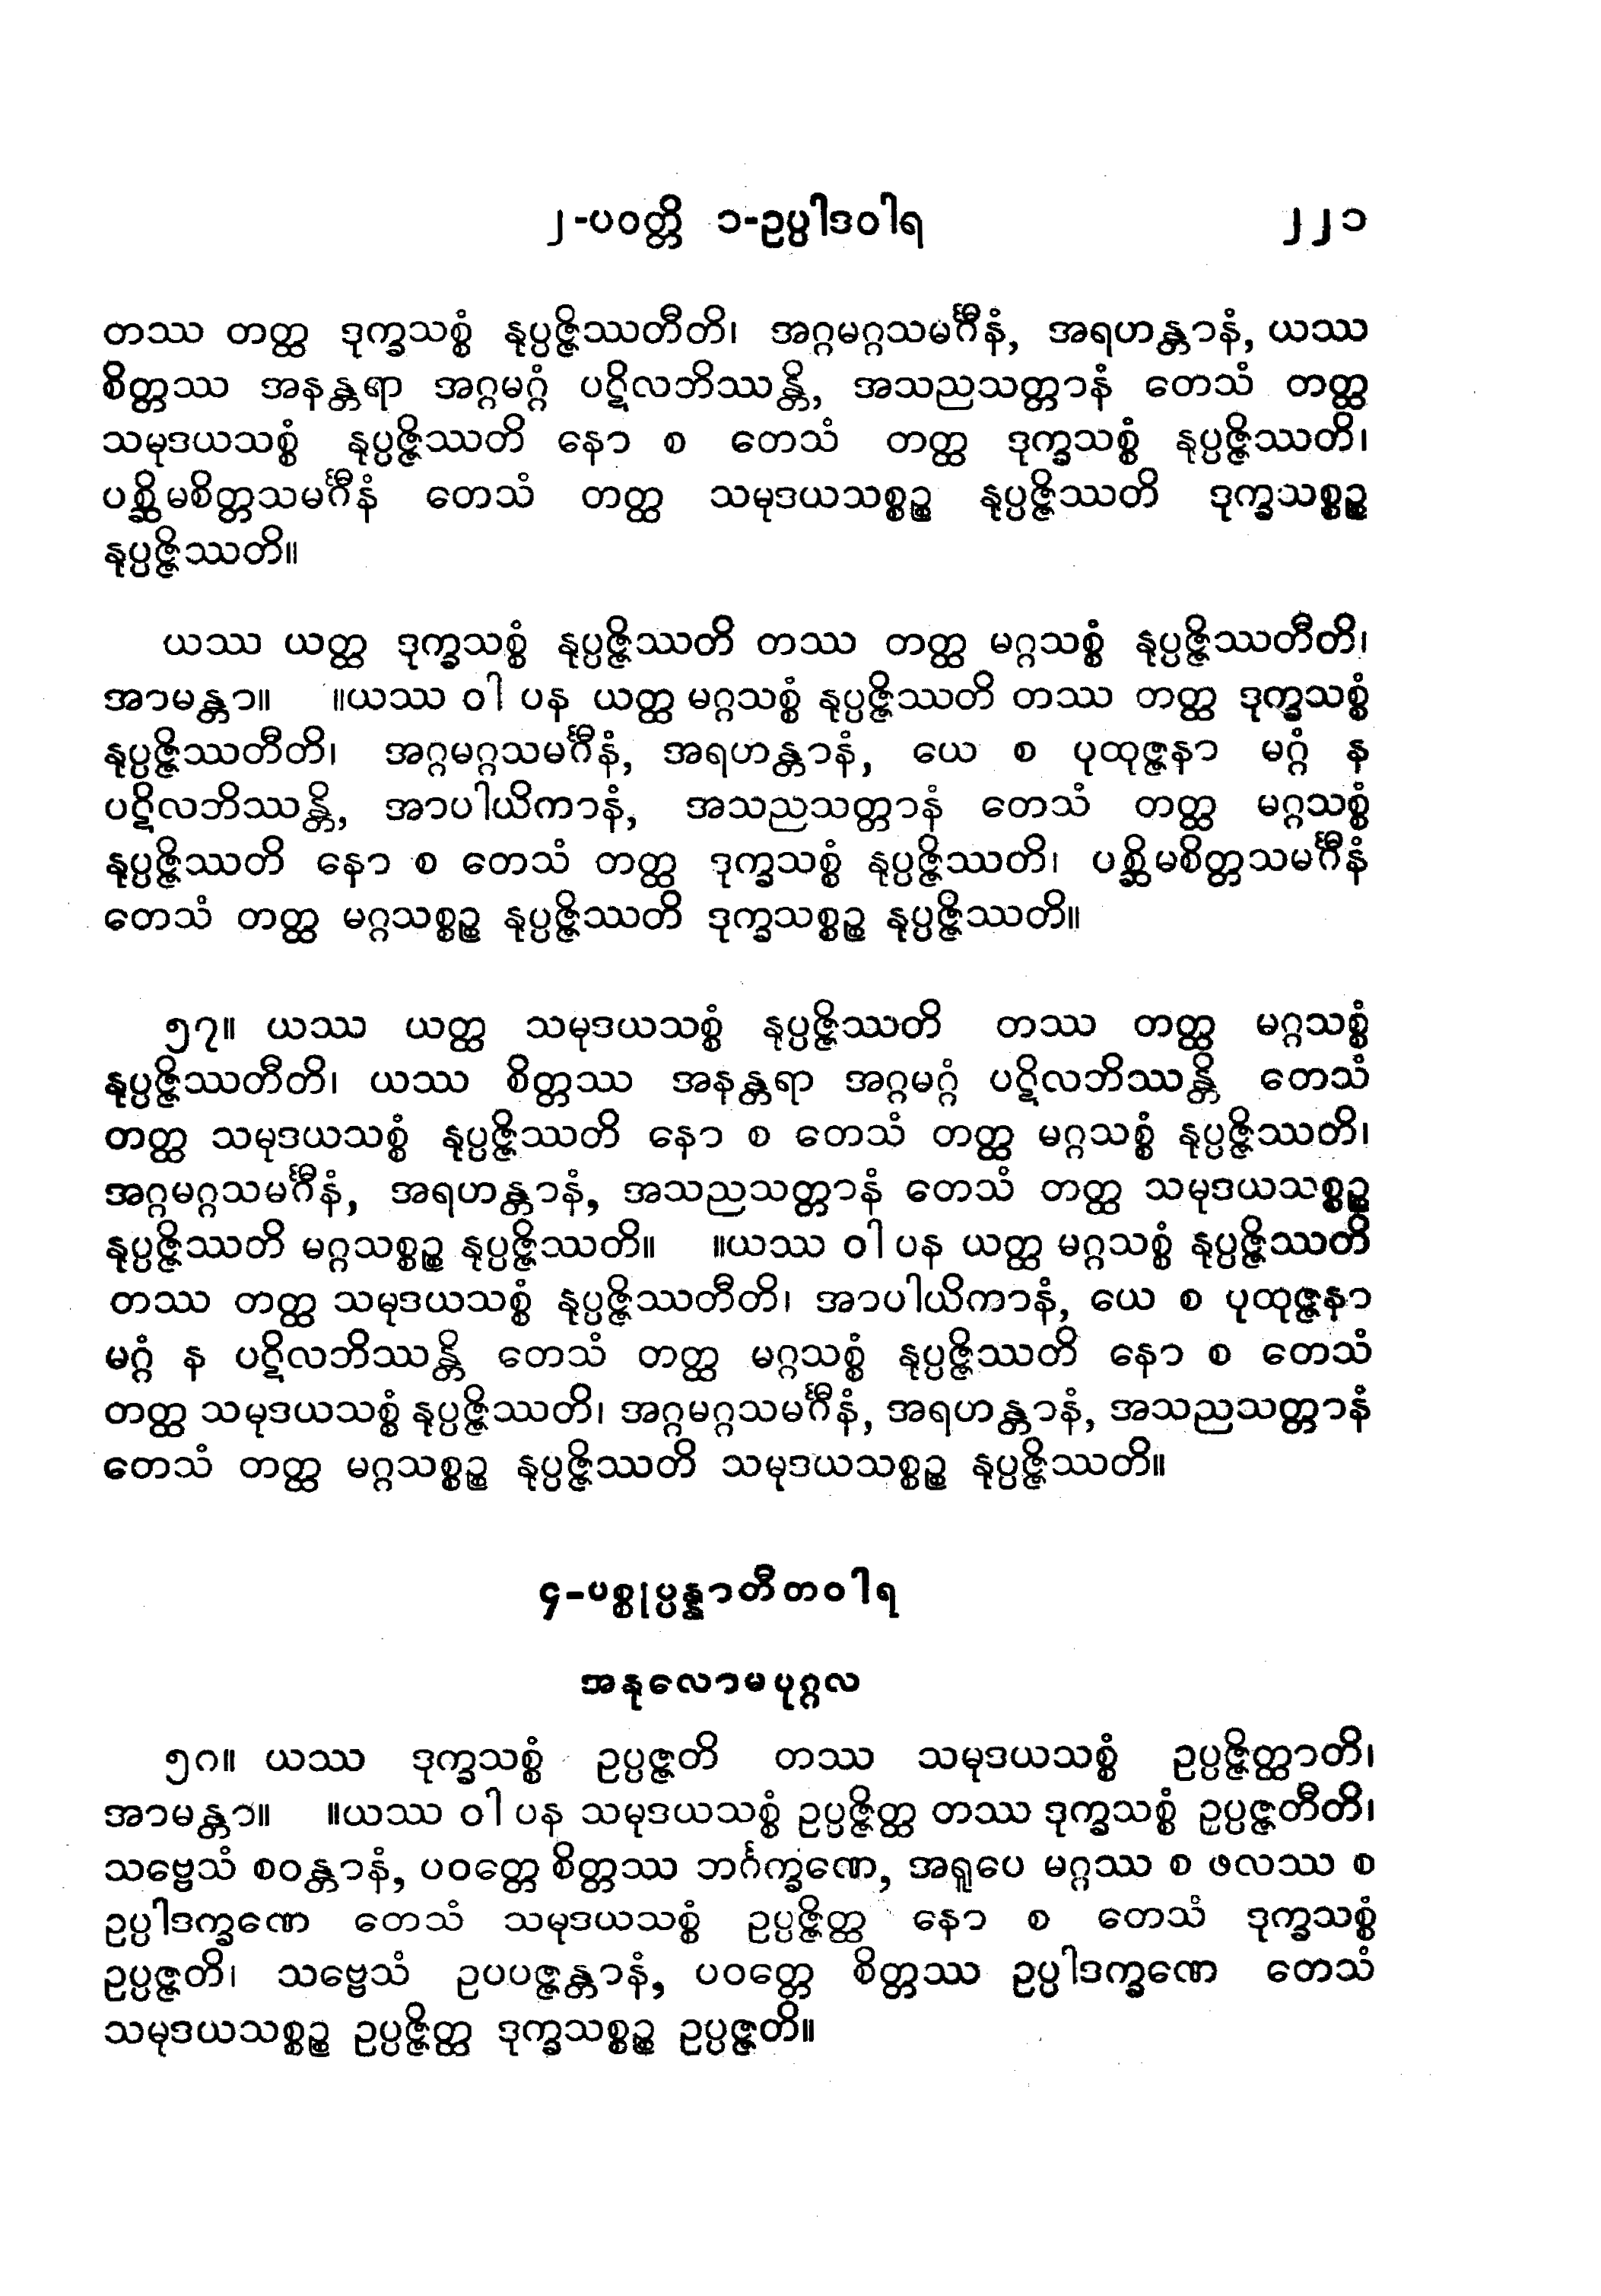 ၂-ပဝတ္တိ ၁-ဥပ္ပါဒဝါရ ၂၂၁
တဿ တတ္ထ ဒုက္ခသစ္စံ နုပ္ပဇ္ဇိဿတီတိ၊ အဂ္ဂမဂ္ဂသမင်္ဂီနံ, အရဟန္တာနံ, ယဿ
စိတ္တဿ အနန္တရာ အဂ္ဂမဂ္ဂံ ပဋိလဘိဿန္တိ, အသညသတ္တာနံ တေသံ တတ္ထ
သမုဒယသစ္စံ နုပ္ပဇ္ဇိဿတိ နော စ တေသံ တတ္ထ ဒုက္ခသစ္စံ နုပ္ပဇ္ဇိဿတိ၊
ပစ္ဆိမစိတ္တသမင်္ဂီနံ တေသံ တတ္ထ သမုဒယသစ္စဉ္စ နုပ္ပဇ္ဇိဿတိ ဒုက္ခသစ္စဉ္စ
နုပ္ပဇ္ဇိဿတိ။
ယဿ ယတ္ထ ဒုက္ခသစ္စံ နုပ္ပဇ္ဇိဿတိ တဿ တတ္ထ မဂ္ဂသစ္စံ နုပ္ပဇ္ဇိဿတီတိ၊
အာမန္တာ။ ။ယဿ ဝါ ပန ယတ္ထ မဂ္ဂသစ္စံ နုပ္ပဇ္ဇိဿတိ တဿ တတ္ထ ဒုက္ခသစ္စံ
နုပ္ပဇ္ဇိဿတီတိ၊ အဂ္ဂမဂ္ဂသမင်္ဂီနံ, အရဟန္တာနံ, ယေ စ ပုထုဇ္ဇနာ မဂ္ဂံ န
ပဋိလဘိဿန္တိ, အာပါယိကာနံ, အသညသတ္တာနံ တေသံ တတ္ထ မဂ္ဂသစ္စံ
နုပ္ပဇ္ဇိဿတိ နော စ တေသံ တတ္ထ ဒုက္ခသစ္စံ နုပ္ပဇ္ဇိဿတိ၊ ပစ္ဆိမစိတ္တသမင်္ဂီနံ
တေသံ တတ္ထ မဂ္ဂသစ္စဉ္စ နုပ္ပဇ္ဇိဿတိ ဒုက္ခသစ္စဉ္စ နုပ္ပဇ္ဇိဿတိ။
၅၇။ ယဿ ယတ္ထ သမုဒယသစ္စံ နုပ္ပဇ္ဇိဿတိ တဿ တတ္ထ မဂ္ဂသစ္စံ
နုပ္ပဇ္ဇိဿတီတိ၊ ယဿ စိတ္တဿ အနန္တရာ အဂ္ဂမဂ္ဂံ ပဋိလဘိဿန္တိ တေသံ
တတ္ထ သမုဒယသစ္စံ နုပ္ပဇ္ဇိဿတိ နော စ တေသံ တတ္ထ မဂ္ဂသစ္စံ နုပ္ပဇ္ဇိဿတိ၊
အဂ္ဂမဂ္ဂသမင်္ဂီနံ, အရဟန္တာနံ, အသညသတ္တာနံ တေသံ တတ္ထ သမုဒယသစ္စဉ္စ
နုပ္ပဇ္ဇိဿတိ မဂ္ဂသစ္စဉ္စ နုပ္ပဇ္ဇိဿတိ။ ။ယဿ ဝါ ပန ယတ္ထ မဂ္ဂသစ္စံ နုပ္ပဇ္ဇိဿတိ
တဿ တတ္ထ သမုဒယသစ္စံ နုပ္ပဇ္ဇိဿတီတိ၊ အာပါယိကာနံ, ယေ စ ပုထုဇ္ဇနာ
မဂ္ဂံ န ပဋိလဘိဿန္တိ တေသံ တတ္ထ မဂ္ဂသစ္စံ နုပ္ပဇ္ဇိဿတိ နော စ တေသံ
တတ္ထ သမုဒယသစ္စံ နုပ္ပဇ္ဇိဿတိ၊ အဂ္ဂမဂ္ဂသမင်္ဂီနံ, အရဟန္တာနံ, အသညသတ္တာနံ
တေသံ တတ္ထ မဂ္ဂသစ္စဉ္စ နုပ္ပဇ္ဇိဿတိ သမုဒယသစ္စဉ္စ နုပ္ပဇ္ဇိဿတိ။
၄-ပစ္စုပ္ပန္နာတီတဝါရ
အနုလောမပုဂ္ဂလ
၅၈။ ယဿ ဒုက္ခသစ္စံ ဥပ္ပဇ္ဇတိ တဿ သမုဒယသစ္စံ ဥပ္ပဇ္ဇိတ္ထာတိ၊
အာမန္တာ။ ။ယဿ ဝါ ပန သမုဒယသစ္စံ ဥပ္ပဇ္ဇိတ္ထ တဿ ဒုက္ခသစ္စံ ဥပ္ပဇ္ဇတီတိ၊
သဗ္ဗေသံ စဝန္တာနံ, ပဝတ္တေ စိတ္တဿ ဘင်္ဂက္ခဏေ, အရူပေ မဂ္ဂဿ စ ဖလဿ စ
ဥပ္ပါဒက္ခဏေ တေသံ သမုဒယသစ္စံ ဥပ္ပဇ္ဇိတ္ထ နော စ တေသံ ဒုက္ခသစ္စံ
ဥပ္ပဇ္ဇတိ၊ သဗ္ဗေသံ ဥပပဇ္ဇန္တာနံ, ပဝတ္တေ စိတ္တဿ ဥပ္ပါဒက္ခဏေ တေသံ
သမုဒယသစ္စဉ္စ ဥပ္ပဇ္ဇိတ္ထ ဒုက္ခသစ္စဉ္စ ဥပ္ပဇ္ဇတိ။